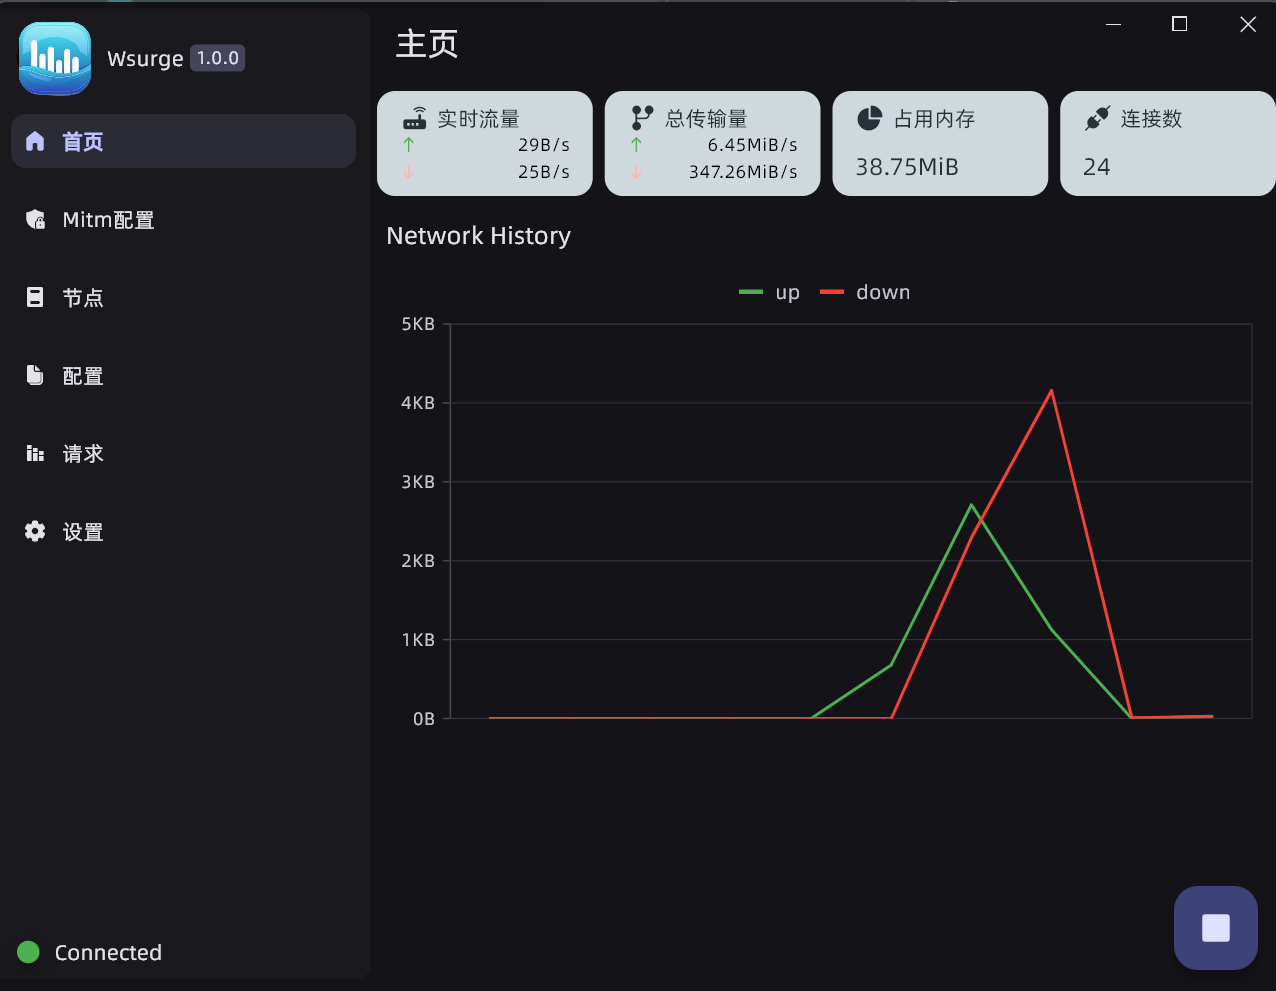 Wsurge 1.0.0
首页
Mitm配置
节点
配置
请求
设置
Connected
主页
实时流量
↑ 29B/s
↓ 25B/s
总传输量
↑ 6.45MiB/s
↓ 347.26MiB/s
占用内存
38.75MiB
连接数
24
Network History
up down
5KB
4KB
3KB
2KB
1KB
0B